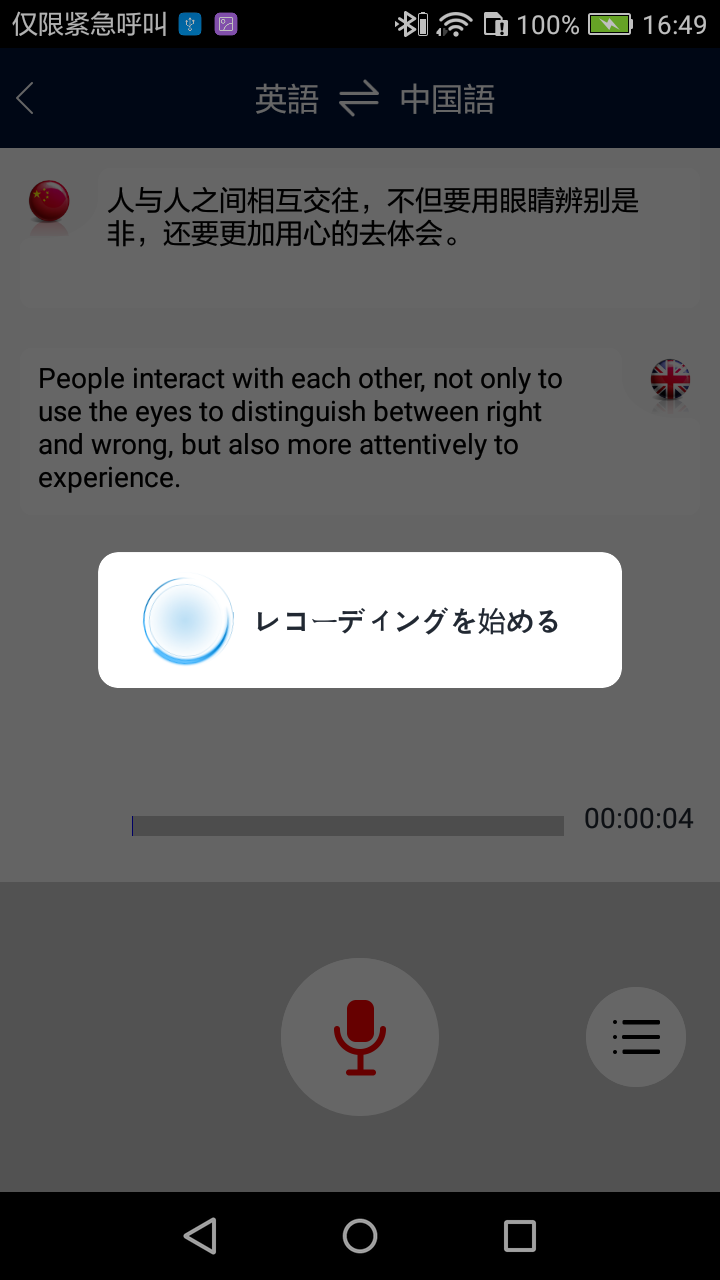 仅限紧急呼叫 100% 16:49
英語 中国語
人与人之间相互交往，不但要用眼睛辨别是
非，还要更加用心的去体会。
People interact with each other, not only to
use the eyes to distinguish between right
and wrong, but also more attentively to
experience.
レコーディングを始める
00:00:04